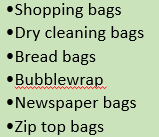 •Shopping bags
•Dry cleaning bags
•Bread bags
•Bubblewrap
•Newspaper bags
•Zip top bags